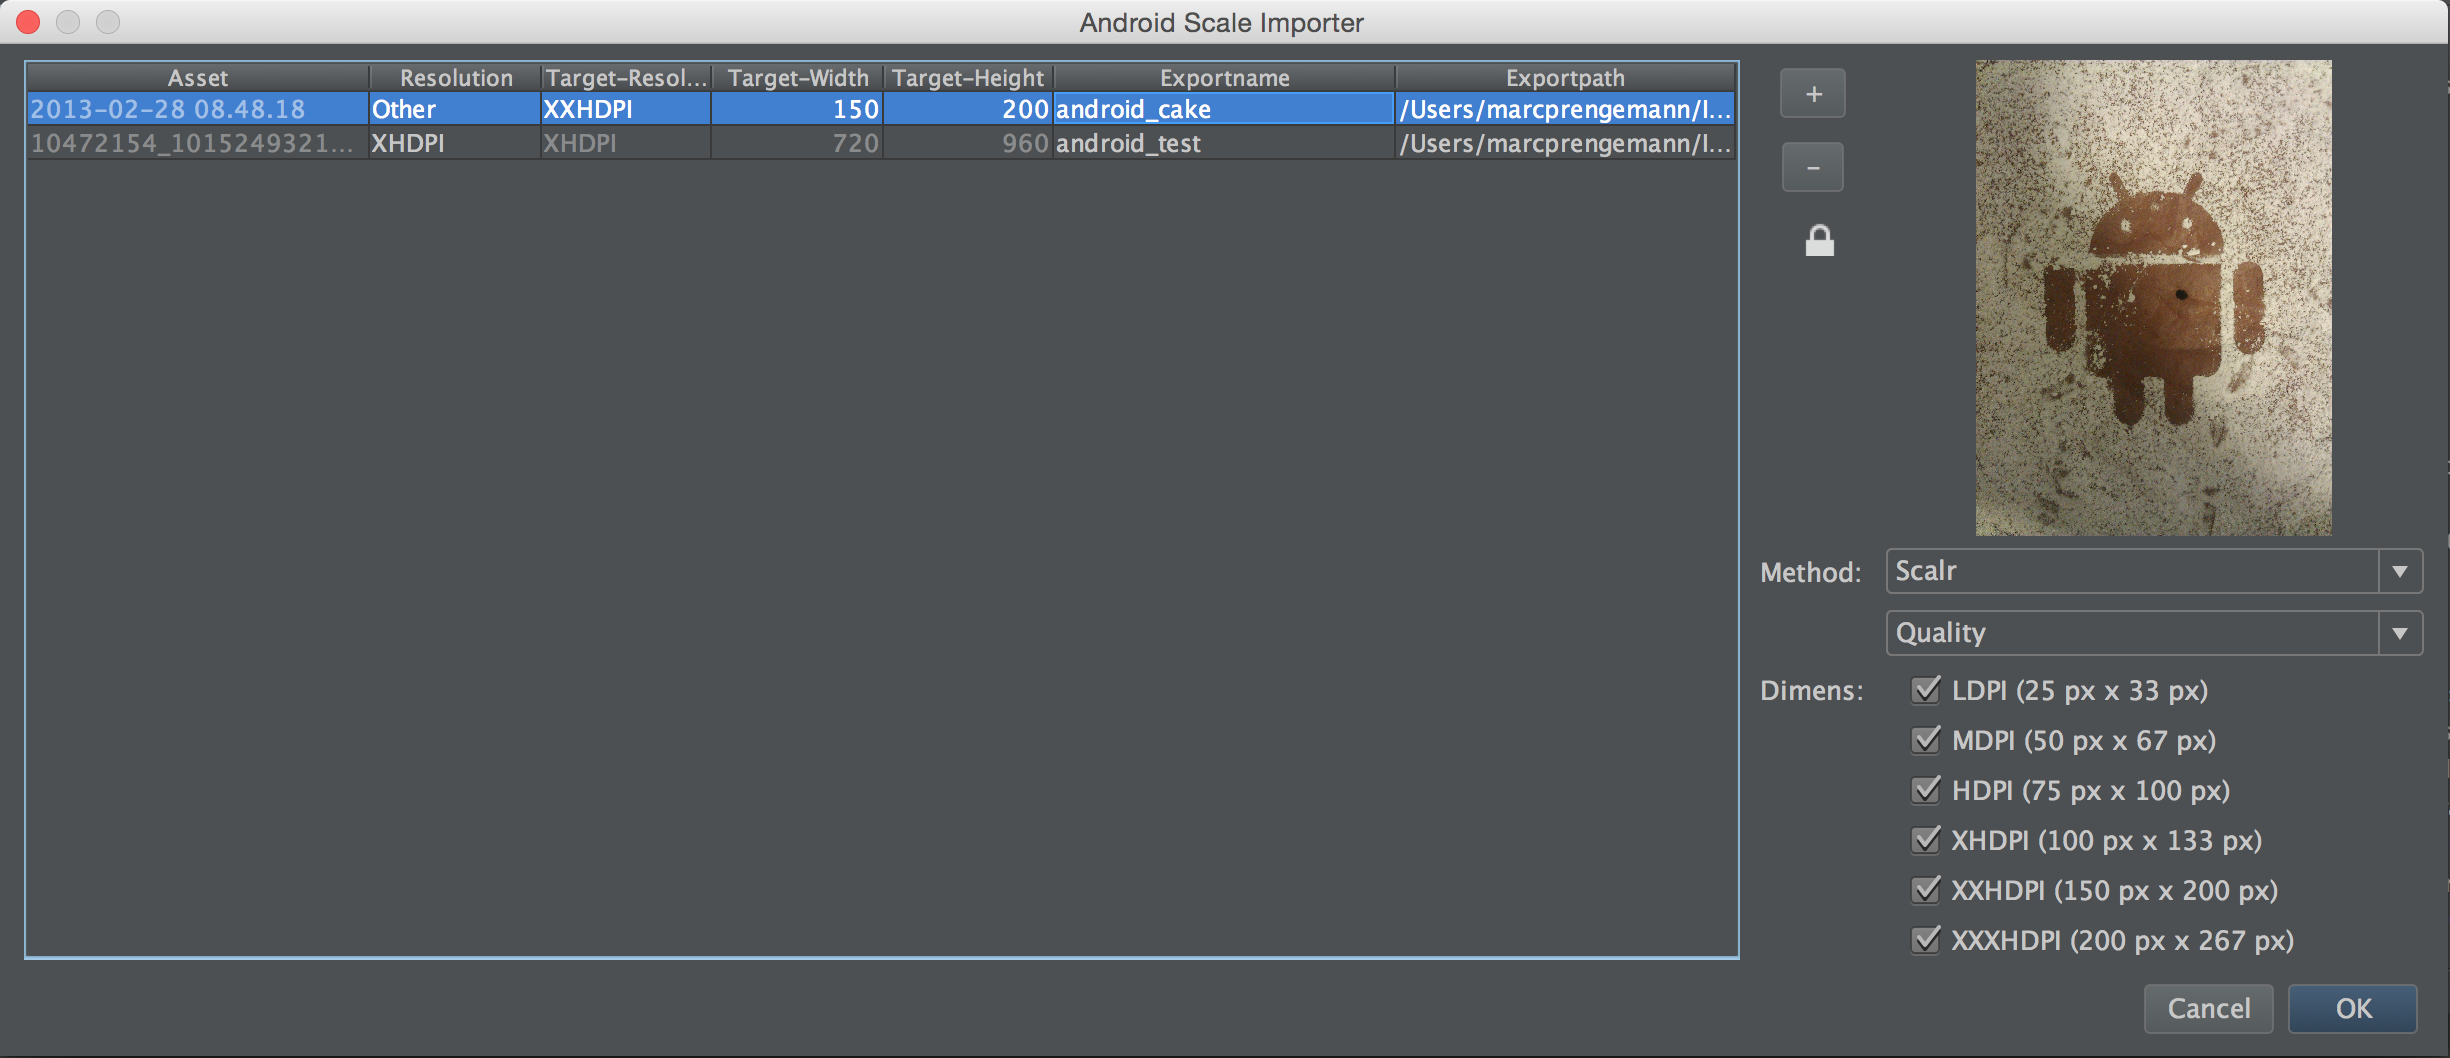 Android Scale Importer
Asset Resolution Target-Resol... Target-Width Target-Height Exportname Exportpath
2013-02-28 08.48.18 Other XXHDPI 150 200 android_cake /Users/marcprengemann/I...
10472154_1015249321... XHDPI XHDPI 720 960 android_test /Users/marcprengemann/I...
+
-
Method: Scalr
Quality
Dimens: LDPI (25 px x 33 px)
MDPI (50 px x 67 px)
HDPI (75 px x 100 px)
XHDPI (100 px x 133 px)
XXHDPI (150 px x 200 px)
XXXHDPI (200 px x 267 px)
Cancel OK